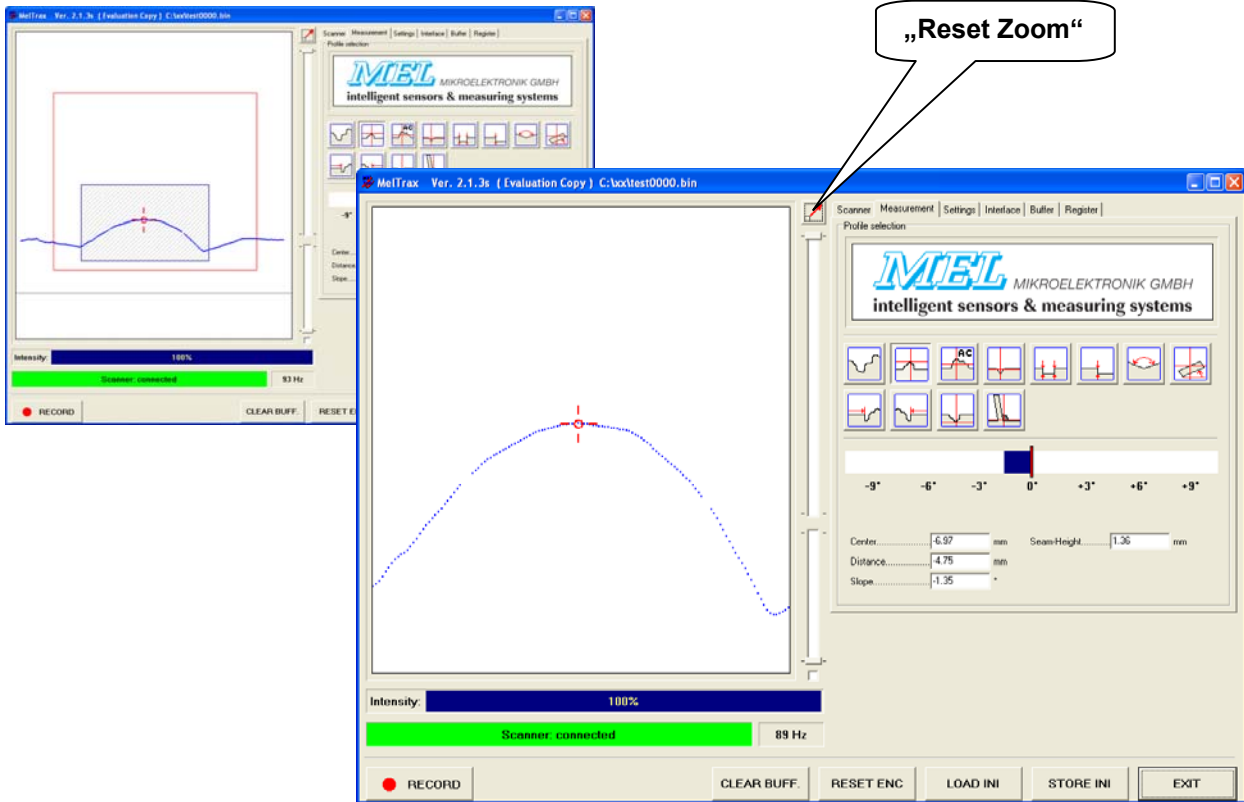 MelTrax Ver. 2.1.3s ( Evaluation Copy ) C:\xx\test0000.bin
Scanner Measurement Settings Interface Buffer Register
Profile selection
MEL MIKROELEKTRONIK GMBH
intelligent sensors & measuring systems
AC
-9°
Center...
Distance
Slope....
Intensity: 100%
Scanner: connected 93 Hz
RECORD CLEAR BUFF. RESET E
„Reset Zoom“
MelTrax Ver. 2.1.3s ( Evaluation Copy ) C:\xx\test0000.bin
Scanner Measurement Settings Interlace Buffer Register
Profile selection
MEL MIKROELEKTRONIK GMBH
intelligent sensors & measuring systems
AC
-9° -6° -3° 0° +3° +6° +9°
Center -6.97 mm Seam-Height 1.36 mm
Distance -4.75 mm
Slope -1.35 °
Intensity: 100%
Scanner: connected 89 Hz
RECORD CLEAR BUFF. RESET ENC LOAD INI STORE INI EXIT